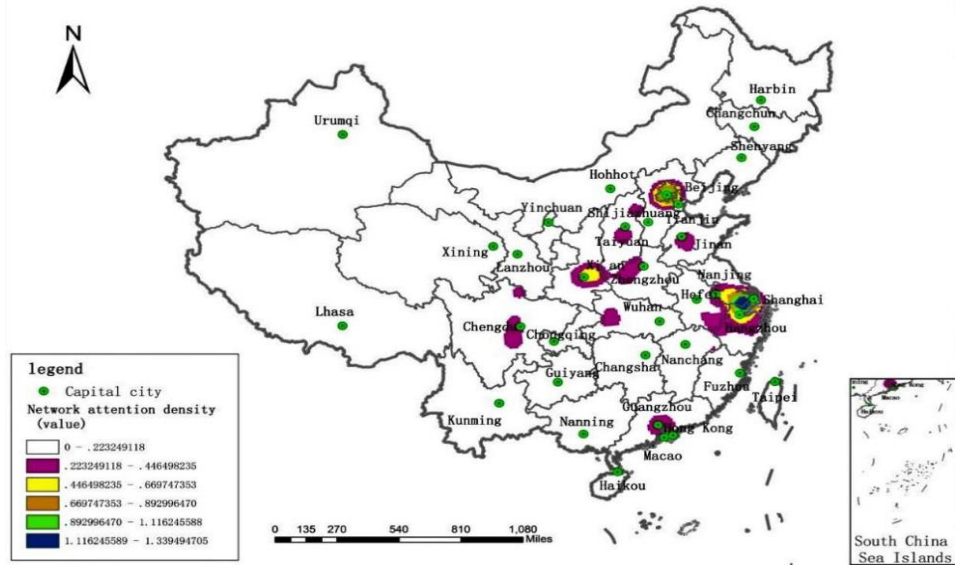 N
Harbin
Changchun
Urumqi
Shenyang
Hohhot
Beijing
Yinchuan
Shijiazhuang
Tianjin
Taiyuan
Jinan
Xining
Lanzhou
Xi'an
Zhengzhou
Nanjing
Hefei
Shanghai
Lhasa
Wuhan
Chengdu
Chongqing
Hangzhou
Changsha
Nanchang
Guiyang
Fuzhou
Taipei
Kunming
Nanning
Guangzhou
Hong Kong
Macao
Haikou
legend
Capital city
Network attention density
(value)
0 - .223249118
.223249118 - .446498235
.446498235 - .669747353
.669747353 - .892996470
.892996470 - 1.116245588
1.116245589 - 1.339494705
0 135 270 540 810 1,080
Miles
Macao
South China
Sea Islands